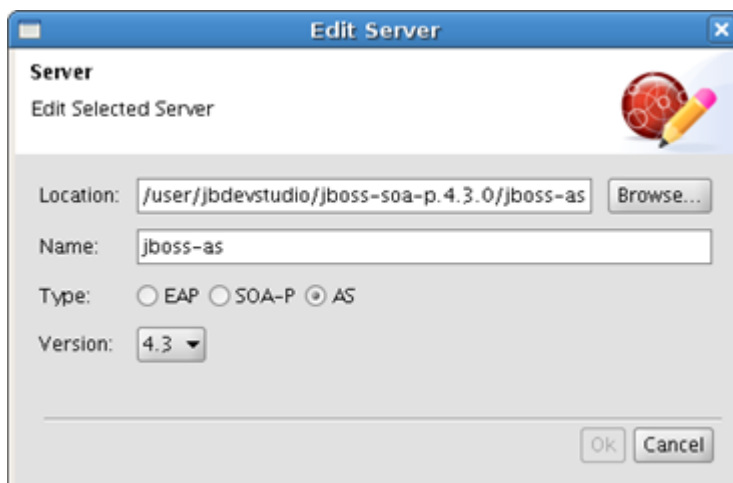 Edit Server
Server
Edit Selected Server
Location: /user/jbdevstudio/jboss-soa-p.4.3.0/jboss-as Browse...
Name: jboss-as
Type: EAP SOA-P AS
Version: 4.3
Ok Cancel